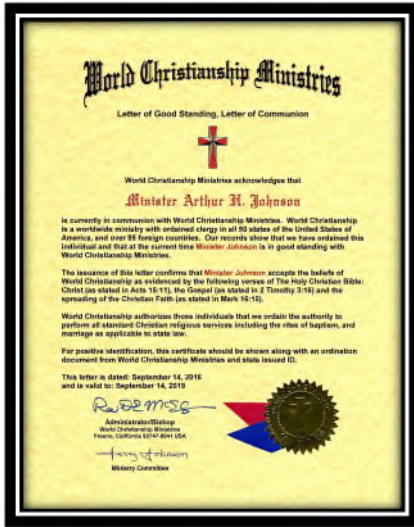 World Christianship Ministries
Letter of Good Standing, Letter of Communion
World Christianship Ministries acknowledges that
Minister Arthur H. Johnson
is currently in communion with World Christianship Ministries. World Christianship
is a worldwide ministry with ordained clergy in all 50 states of the United States of
America, and over 85 foreign countries. Our records show that we have ordained this
individual and that at the current time Minister Johnson is in good standing with
World Christianship Ministries.
The issuance of this letter confirms that Minister Johnson accepts the beliefs of
World Christianship as evidenced by the following verses of The Holy Christian Bible:
Christ (as stated in Acts 16:11), the Gospel (as stated in 2 Timothy 3:16) and the
spreading of the Christian Faith (as stated in Mark 16:15).
World Christianship authorizes those individuals that we ordain the authority to
perform all standard Christian religious services including the rites of baptism, and
marriage as applicable to state law.
For positive identification, this certificate should be shown along with an ordination
document from World Christianship Ministries and state issued ID.
This letter is dated: September 14, 2016
and is valid to: September 14, 2019
Administrator/Bishop
World Christianship Ministries
Fresno, California 93747-8041 USA
Ministry Committee